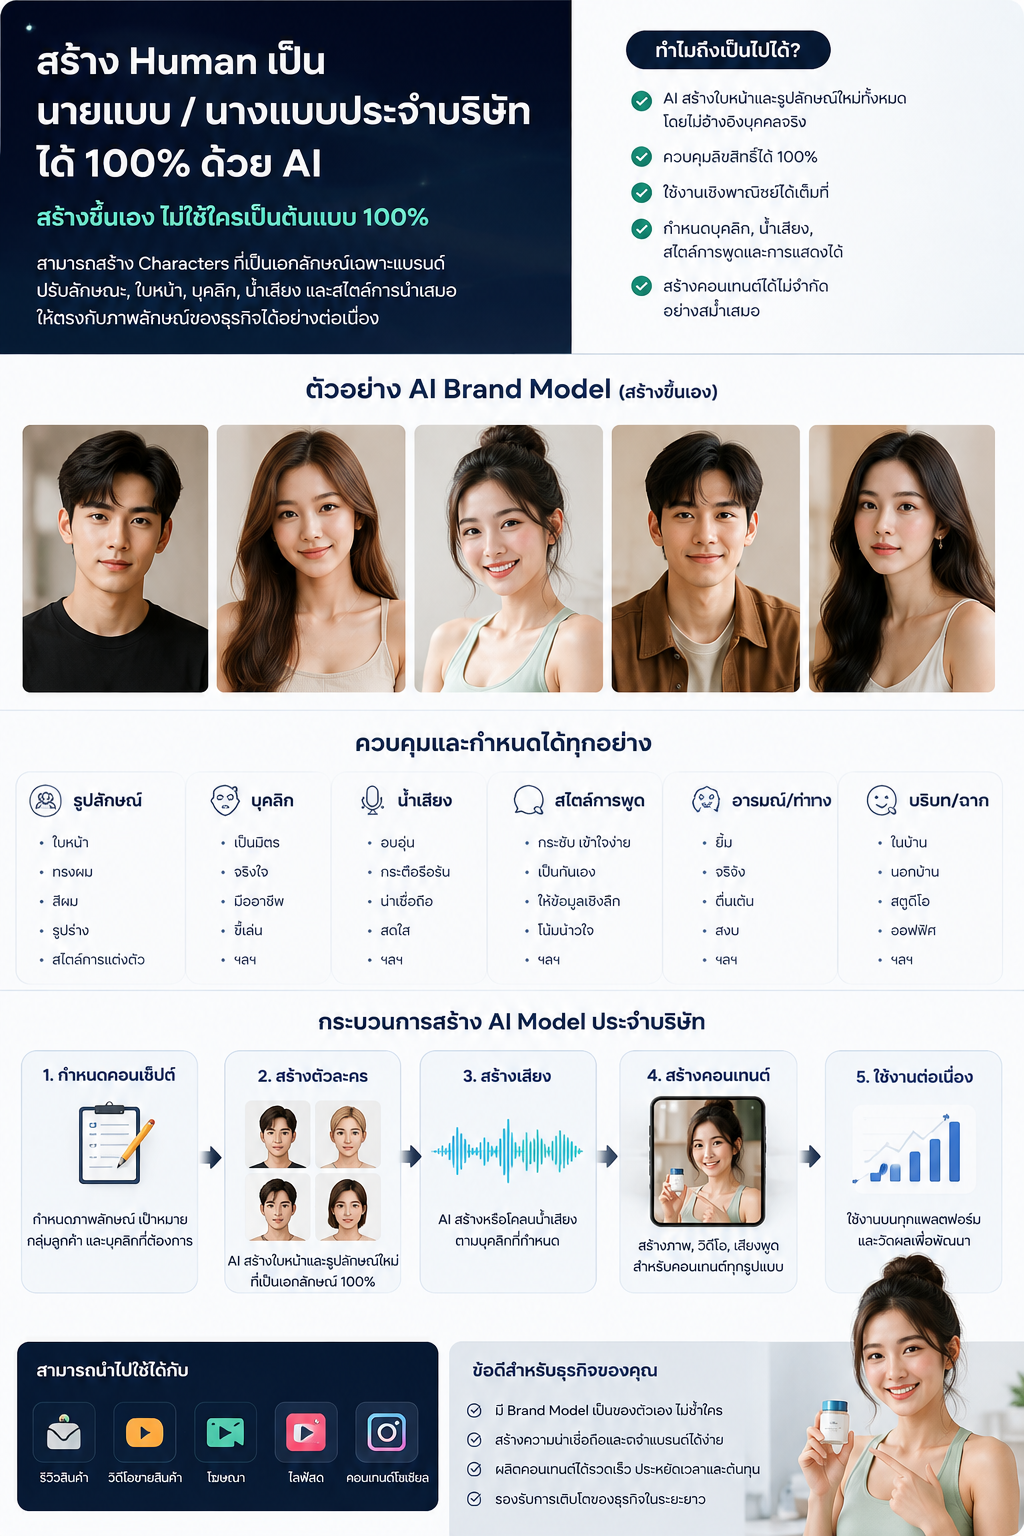 สร้าง Human เป็น
นายแบบ / นางแบบประจำบริษัท
ได้ 100% ด้วย AI
สร้างขึ้นเอง ไม่ใช้ใครเป็นต้นแบบ 100%
สามารถสร้าง Characters ที่เป็นเอกลักษณ์เฉพาะแบรนด์
ปรับลักษณะ, ใบหน้า, บุคลิก, น้ำเสียง และสไตล์การนำเสนอ
ให้ตรงกับภาพลักษณ์ของธุรกิจได้อย่างต่อเนื่อง
ทำไมถึงเป็นไปได้?
AI สร้างใบหน้าและรูปลักษณ์ใหม่ทั้งหมด
โดยไม่อ้างอิงบุคคลจริง
ควบคุมลิขสิทธิ์ได้ 100%
ใช้งานเชิงพาณิชย์ได้เต็มที่
กำหนดบุคลิก, น้ำเสียง,
สไตล์การพูดและการแสดงได้
สร้างคอนเทนต์ได้ไม่จำกัด
อย่างสม่ำเสมอ
ตัวอย่าง AI Brand Model (สร้างขึ้นเอง)
ควบคุมและกำหนดได้ทุกอย่าง
รูปลักษณ์
• ใบหน้า
• ทรงผม
• สีผม
• รูปร่าง
• สไตล์การแต่งตัว
บุคลิก
• เป็นมิตร
• จริงใจ
• มืออาชีพ
• ขี้เล่น
• ฯลฯ
น้ำเสียง
• อบอุ่น
• กระตือรือร้น
• น่าเชื่อถือ
• สดใส
• ฯลฯ
สไตล์การพูด
• กระชับ เข้าใจง่าย
• เป็นกันเอง
• ให้ข้อมูลเชิงลึก
• โน้มน้าวใจ
• ฯลฯ
อารมณ์/ท่าทาง
• ยิ้ม
• จริจัง
• ตื่นเต้น
• สงบ
• ฯลฯ
บริบท/ฉาก
• ในบ้าน
• นอกบ้าน
• สตูดีโอ
• ออฟฟิศ
• ฯลฯ
กระบวนการสร้าง AI Model ประจำบริษัท
1. กำหนดคอนเซ็ปต์
กำหนดภาพลักษณ์ เป้าหมาย
กลุ่มลูกค้า และบุคลิกที่ต้องการ
2. สร้างตัวละคร
AI สร้างใบหน้าและรูปลักษณ์ใหม่
ที่เป็นเอกลักษณ์ 100%
3. สร้างเสียง
AI สร้างหรือโคลนน้ำเสียง
ตามบุคลิกที่กำหนด
4. สร้างคอนเทนต์
สร้างภาพ, วิดีโอ, เสียงพูด
สำหรับคอนเทนต์ทุกรูปแบบ
5. ใช้งานต่อเนื่อง
ใช้งานบนทุกแพลตฟอร์ม
และวัดผลเพื่อพัฒนา
สามารถนำไปใช้ได้กับ
รีวิวสินค้า
วิดีโอขายสินค้า
โฆษณา
ไลฟ์สด
คอนเทนต์โซเชียล
ข้อดีสำหรับธุรกิจของคุณ
มี Brand Model เป็นของตัวเอง ไม่ซ้ำใคร
สร้างความน่าเชื่อถือและจดจำแบรนด์ได้ง่าย
ผลิตคอนเทนต์ได้รวดเร็ว ประหยัดเวลาและต้นทุน
รองรับการเติบโตของธุรกิจในระยะยาว